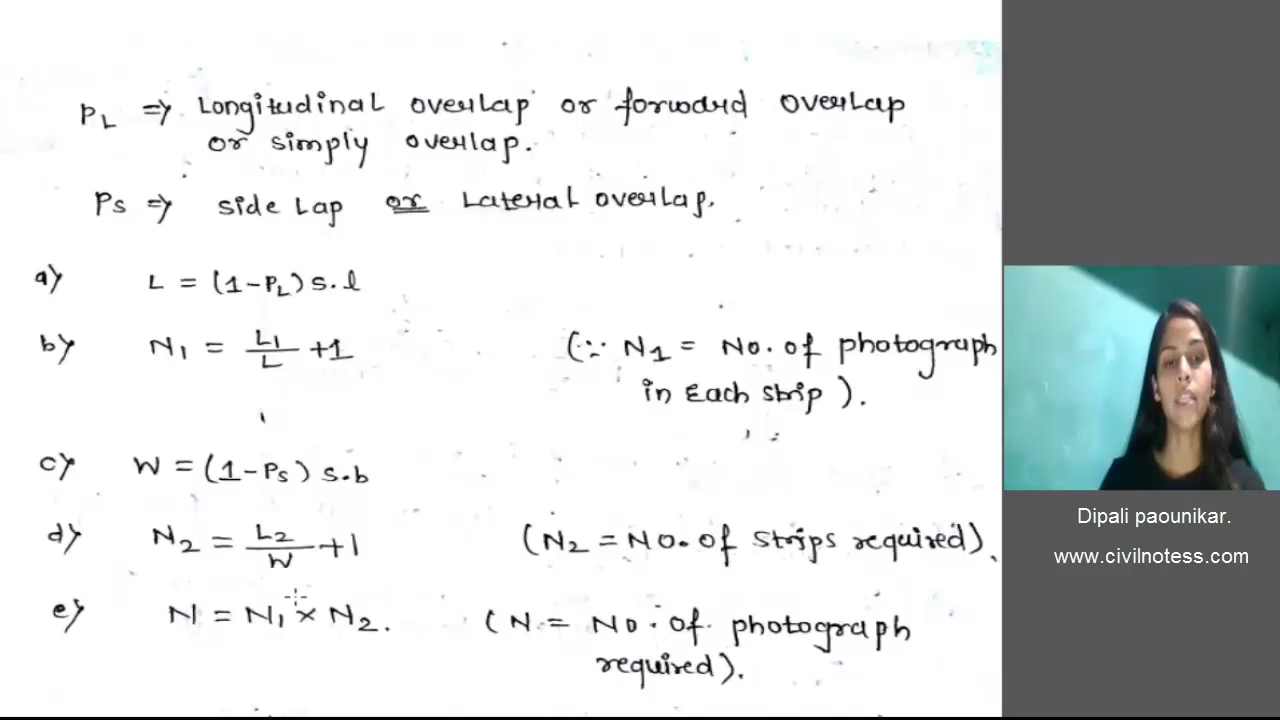 PL => Longitudinal overlap or forward overlap
or simply overlap.
Ps => side Lap or Lateral overlap.
a) L = (1-PL) s.l
b) N1 = L1/L +1 (∵ N1 = No. of photograph
in Each strip).
c) W = (1-Ps) s.b
d) N2 = L2/W +1 (N2 = No. of strips required).
e) N = N1 × N2. (N = No. of photograph
required).
Dipali paounikar.
www.civilnotess.com